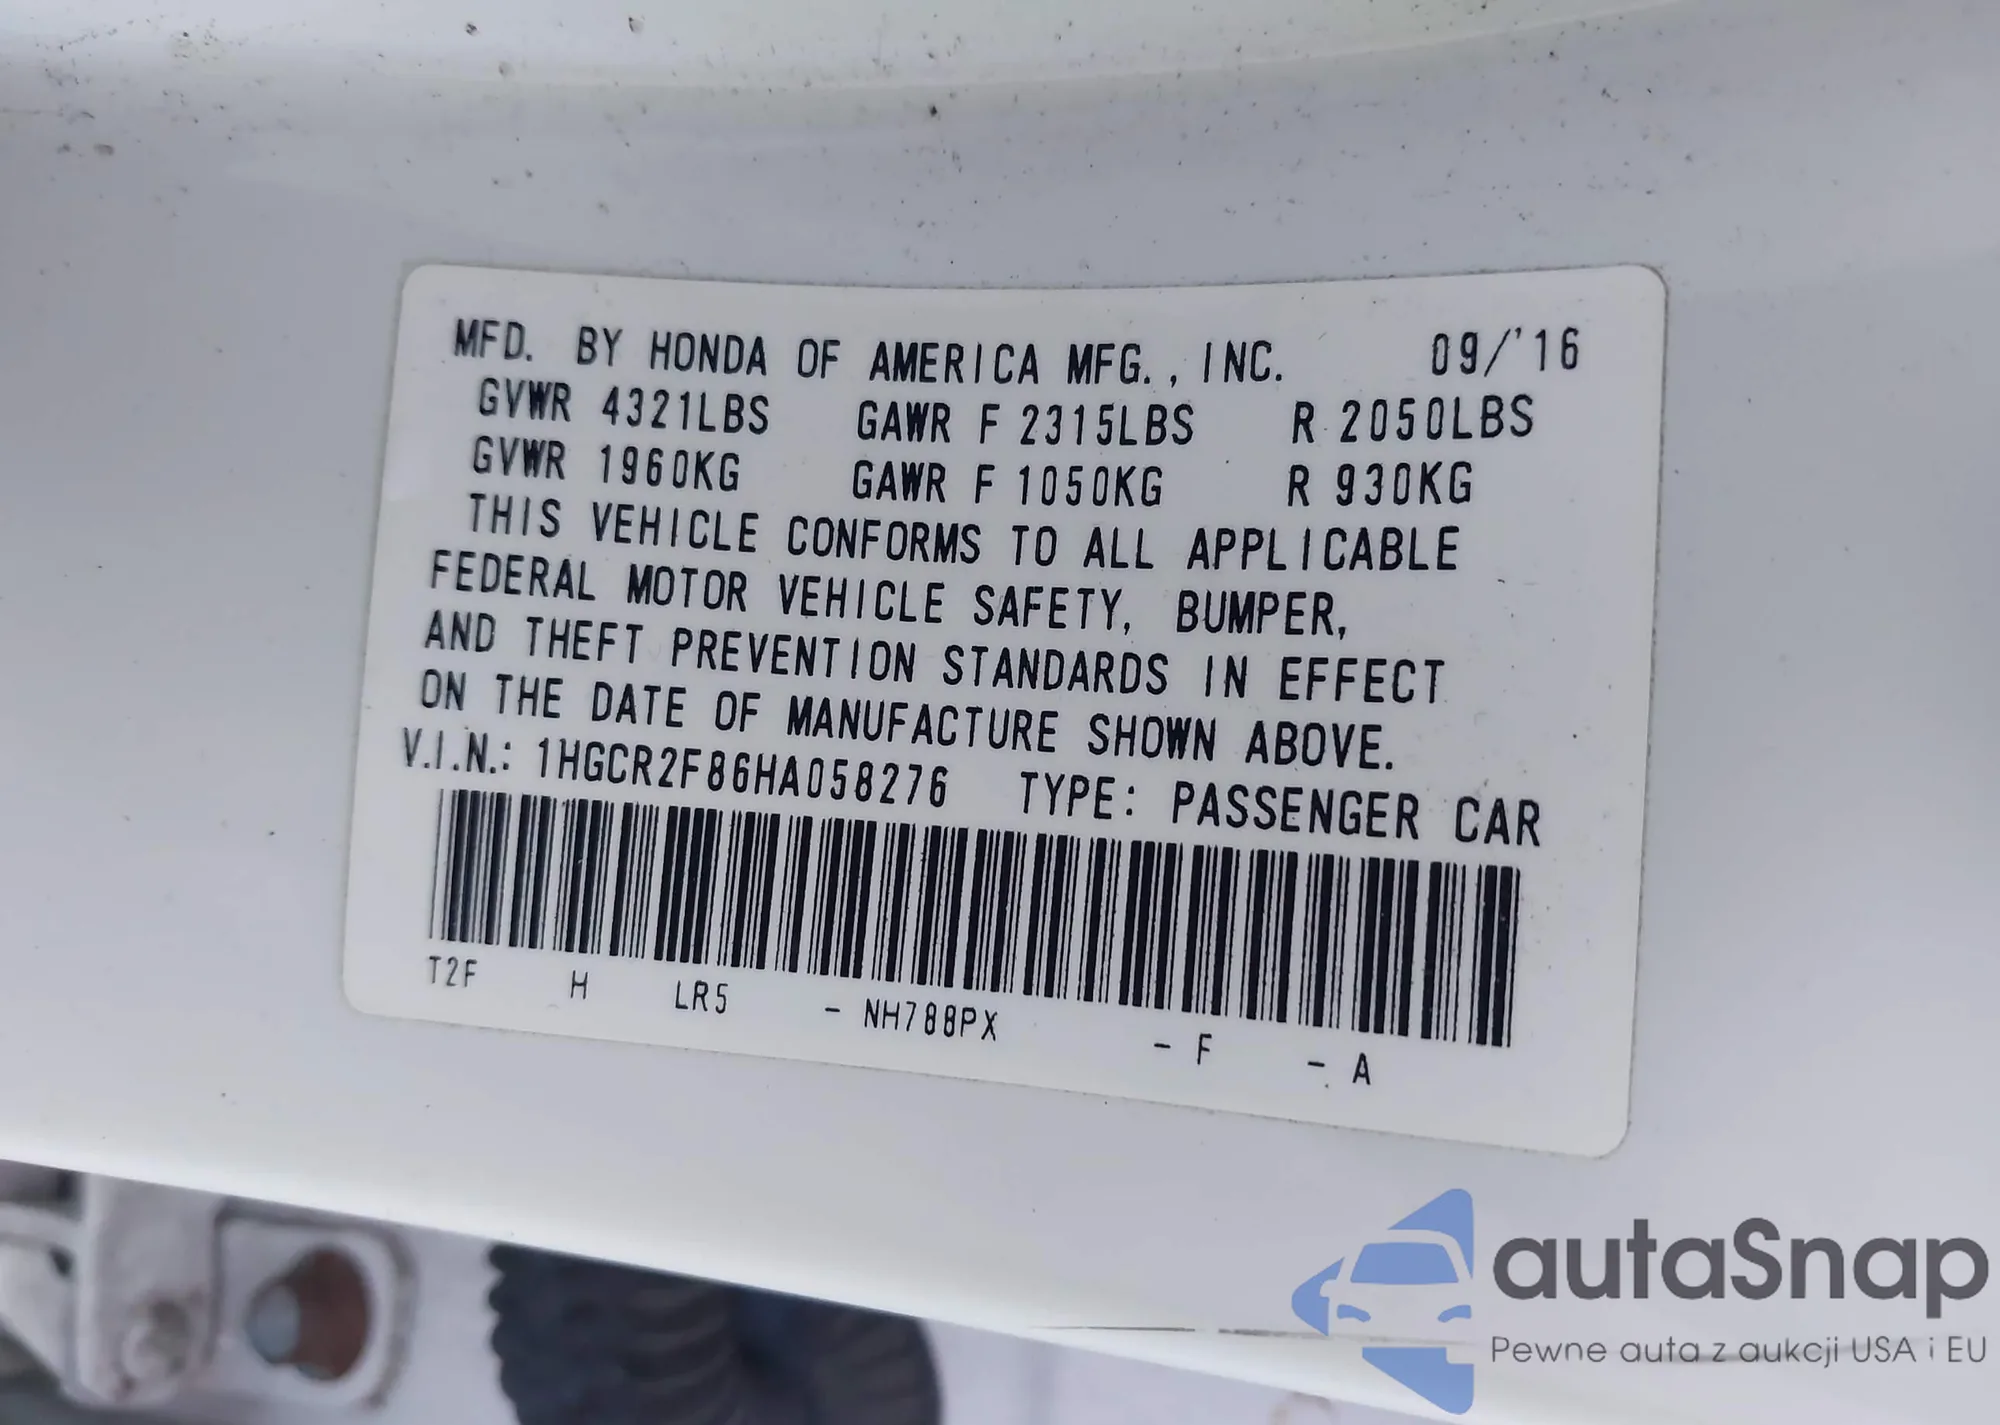 MFD. BY HONDA OF AMERICA MFG., INC. 09/'16
GVWR 4321LBS GAWR F 2315LBS R 2050LBS
GVWR 1960KG GAWR F 1050KG R 930KG
THIS VEHICLE CONFORMS TO ALL APPLICABLE
FEDERAL MOTOR VEHICLE SAFETY, BUMPER,
AND THEFT PREVENTION STANDARDS IN EFFECT
ON THE DATE OF MANUFACTURE SHOWN ABOVE.
V.I.N.: 1HGCR2F86HA058276 TYPE: PASSENGER CAR
T2F H LR5 - NH788PX - F - A
autaSnap
Pewne auta z aukcji USA i EU